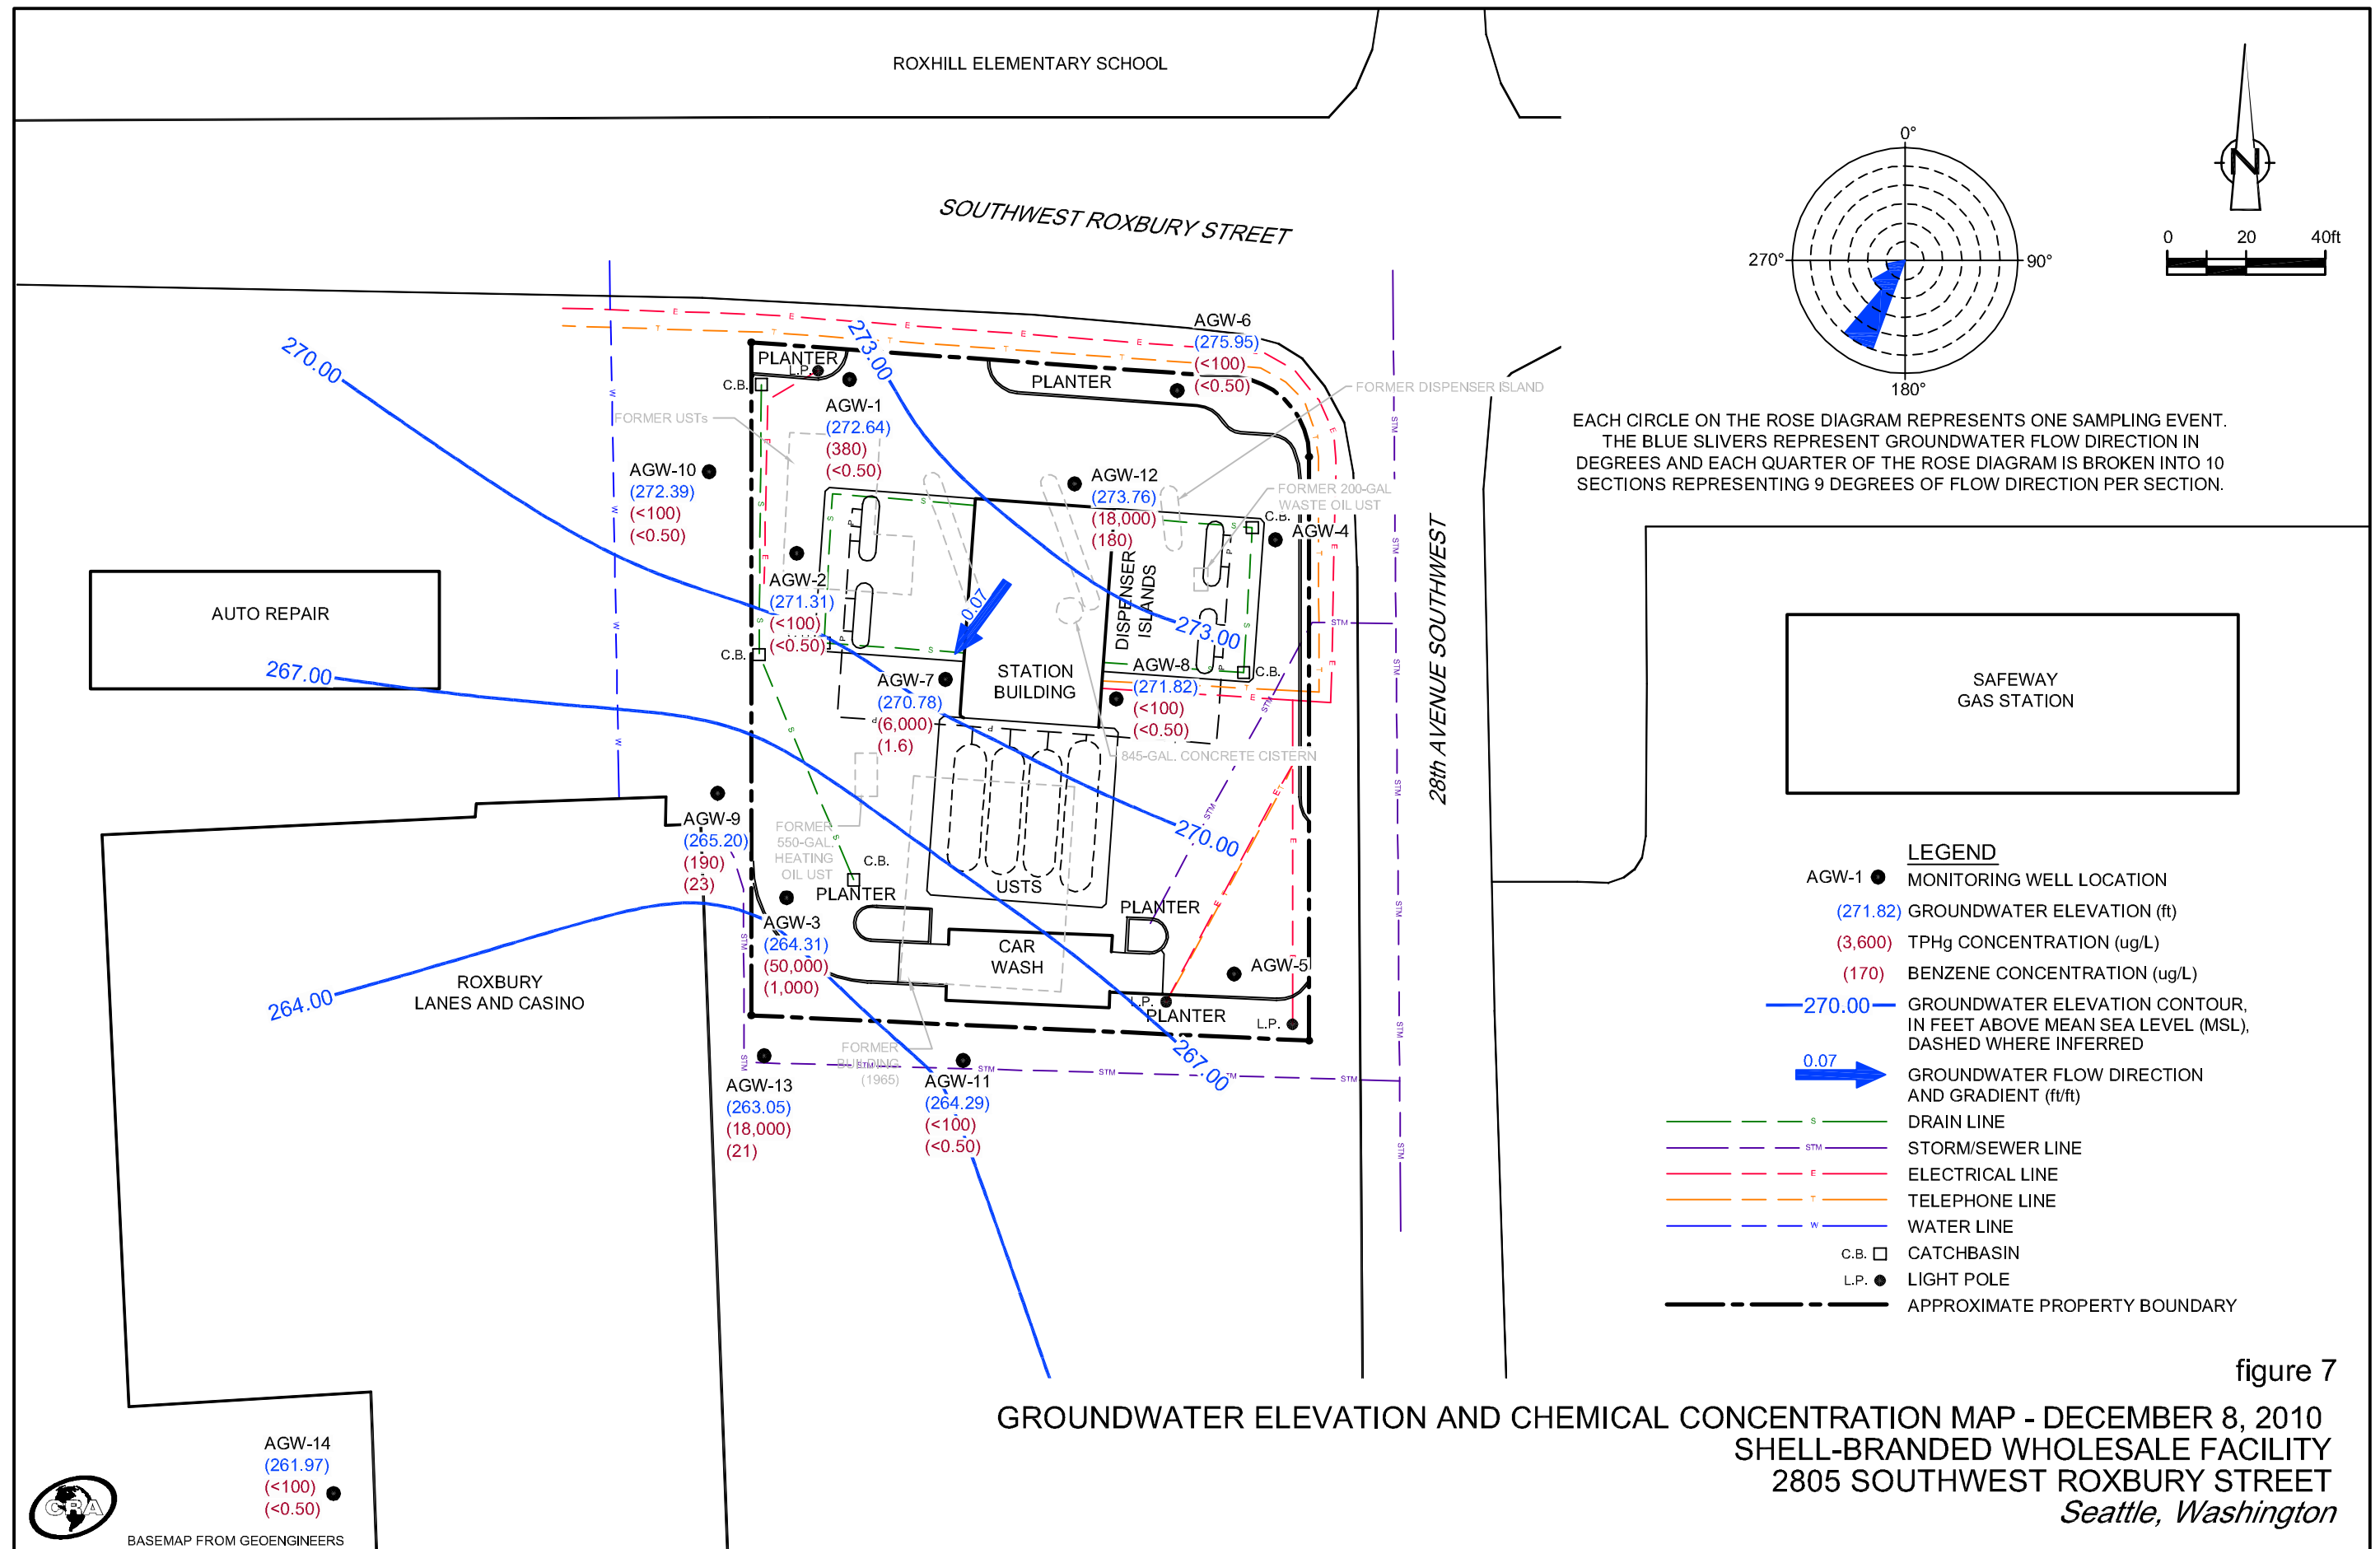 ROXHILL ELEMENTARY SCHOOL
SOUTHWEST ROXBURY STREET
28th AVENUE SOUTHWEST
0°
90°
180°
270°
N
0 20 40ft
EACH CIRCLE ON THE ROSE DIAGRAM REPRESENTS ONE SAMPLING EVENT.
THE BLUE SLIVERS REPRESENT GROUNDWATER FLOW DIRECTION IN
DEGREES AND EACH QUARTER OF THE ROSE DIAGRAM IS BROKEN INTO 10
SECTIONS REPRESENTING 9 DEGREES OF FLOW DIRECTION PER SECTION.
270.00
273.00
AGW-6
(275.95)
(<100)
(<0.50)
PLANTER
L.P.
C.B.
PLANTER
FORMER DISPENSER ISLAND
FORMER USTs
AGW-1
(272.64)
(380)
(<0.50)
AGW-10
(272.39)
(<100)
(<0.50)
AGW-12
(273.76)
(18,000)
(180)
FORMER 200-GAL
WASTE OIL UST
C.B.
AGW-4
AGW-2
(271.31)
(<100)
(<0.50)
DISPENSER
ISLANDS
0.07
273.00
AUTO REPAIR
267.00
C.B.
AGW-7
(270.78)
(6,000)
(1.6)
STATION
BUILDING
AGW-8
(271.82)
(<100)
(<0.50)
C.B.
845-GAL. CONCRETE CISTERN
SAFEWAY
GAS STATION
AGW-9
(265.20)
(190)
(23)
FORMER
550-GAL.
HEATING
OIL UST
C.B.
PLANTER
USTS
270.00
PLANTER
AGW-3
(264.31)
(50,000)
(1,000)
CAR
WASH
AGW-5
L.P.
PLANTER
L.P.
264.00
ROXBURY
LANES AND CASINO
FORMER
BUILDING
(1965)
267.00
AGW-13
(263.05)
(18,000)
(21)
AGW-11
(264.29)
(<100)
(<0.50)
LEGEND
AGW-1 MONITORING WELL LOCATION
(271.82) GROUNDWATER ELEVATION (ft)
(3,600) TPHg CONCENTRATION (ug/L)
(170) BENZENE CONCENTRATION (ug/L)
270.00 GROUNDWATER ELEVATION CONTOUR,
IN FEET ABOVE MEAN SEA LEVEL (MSL),
DASHED WHERE INFERRED
0.07 GROUNDWATER FLOW DIRECTION
AND GRADIENT (ft/ft)
S DRAIN LINE
STM STORM/SEWER LINE
E ELECTRICAL LINE
T TELEPHONE LINE
W WATER LINE
C.B. CATCHBASIN
L.P. LIGHT POLE
APPROXIMATE PROPERTY BOUNDARY
AGW-14
(261.97)
(<100)
(<0.50)
CRA
BASEMAP FROM GEOENGINEERS
figure 7
GROUNDWATER ELEVATION AND CHEMICAL CONCENTRATION MAP - DECEMBER 8, 2010
SHELL-BRANDED WHOLESALE FACILITY
2805 SOUTHWEST ROXBURY STREET
Seattle, Washington